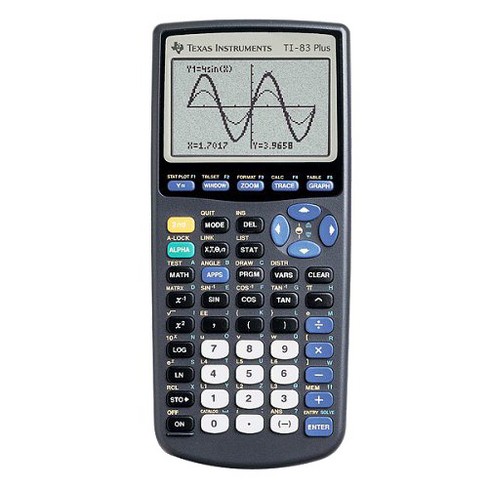 TEXAS INSTRUMENTS TI-83 Plus
Y1=4sin(X)
X=1.7017 Y=3.9658
STAT PLOT F1 TBLSET F2 FORMAT F3 CALC F4 TABLE F5
Y= WINDOW ZOOM TRACE GRAPH
QUIT INS
2nd MODE DEL
A-LOCK LINK LIST
ALPHA X,T,Θ,n STAT
TEST A ANGLE B DRAW C DISTR
MATH APPS PRGM VARS CLEAR
MATRX D SIN⁻¹ E COS⁻¹ F TAN⁻¹ G π H
x⁻¹ SIN COS TAN ^
√ I EE J { K } L e M
x² , ( ) ÷
10ˣ N u O v P w Q [ R
LOG 7 8 9 ×
eˣ S L4 T L5 U L6 V ] W
LN 4 5 6 −
RCL X L1 Y L2 Z L3 Θ MEM "
STO▸ 1 2 3 +
OFF CATALOG i : ANS ? ENTRY SOLVE
ON 0 . (−) ENTER